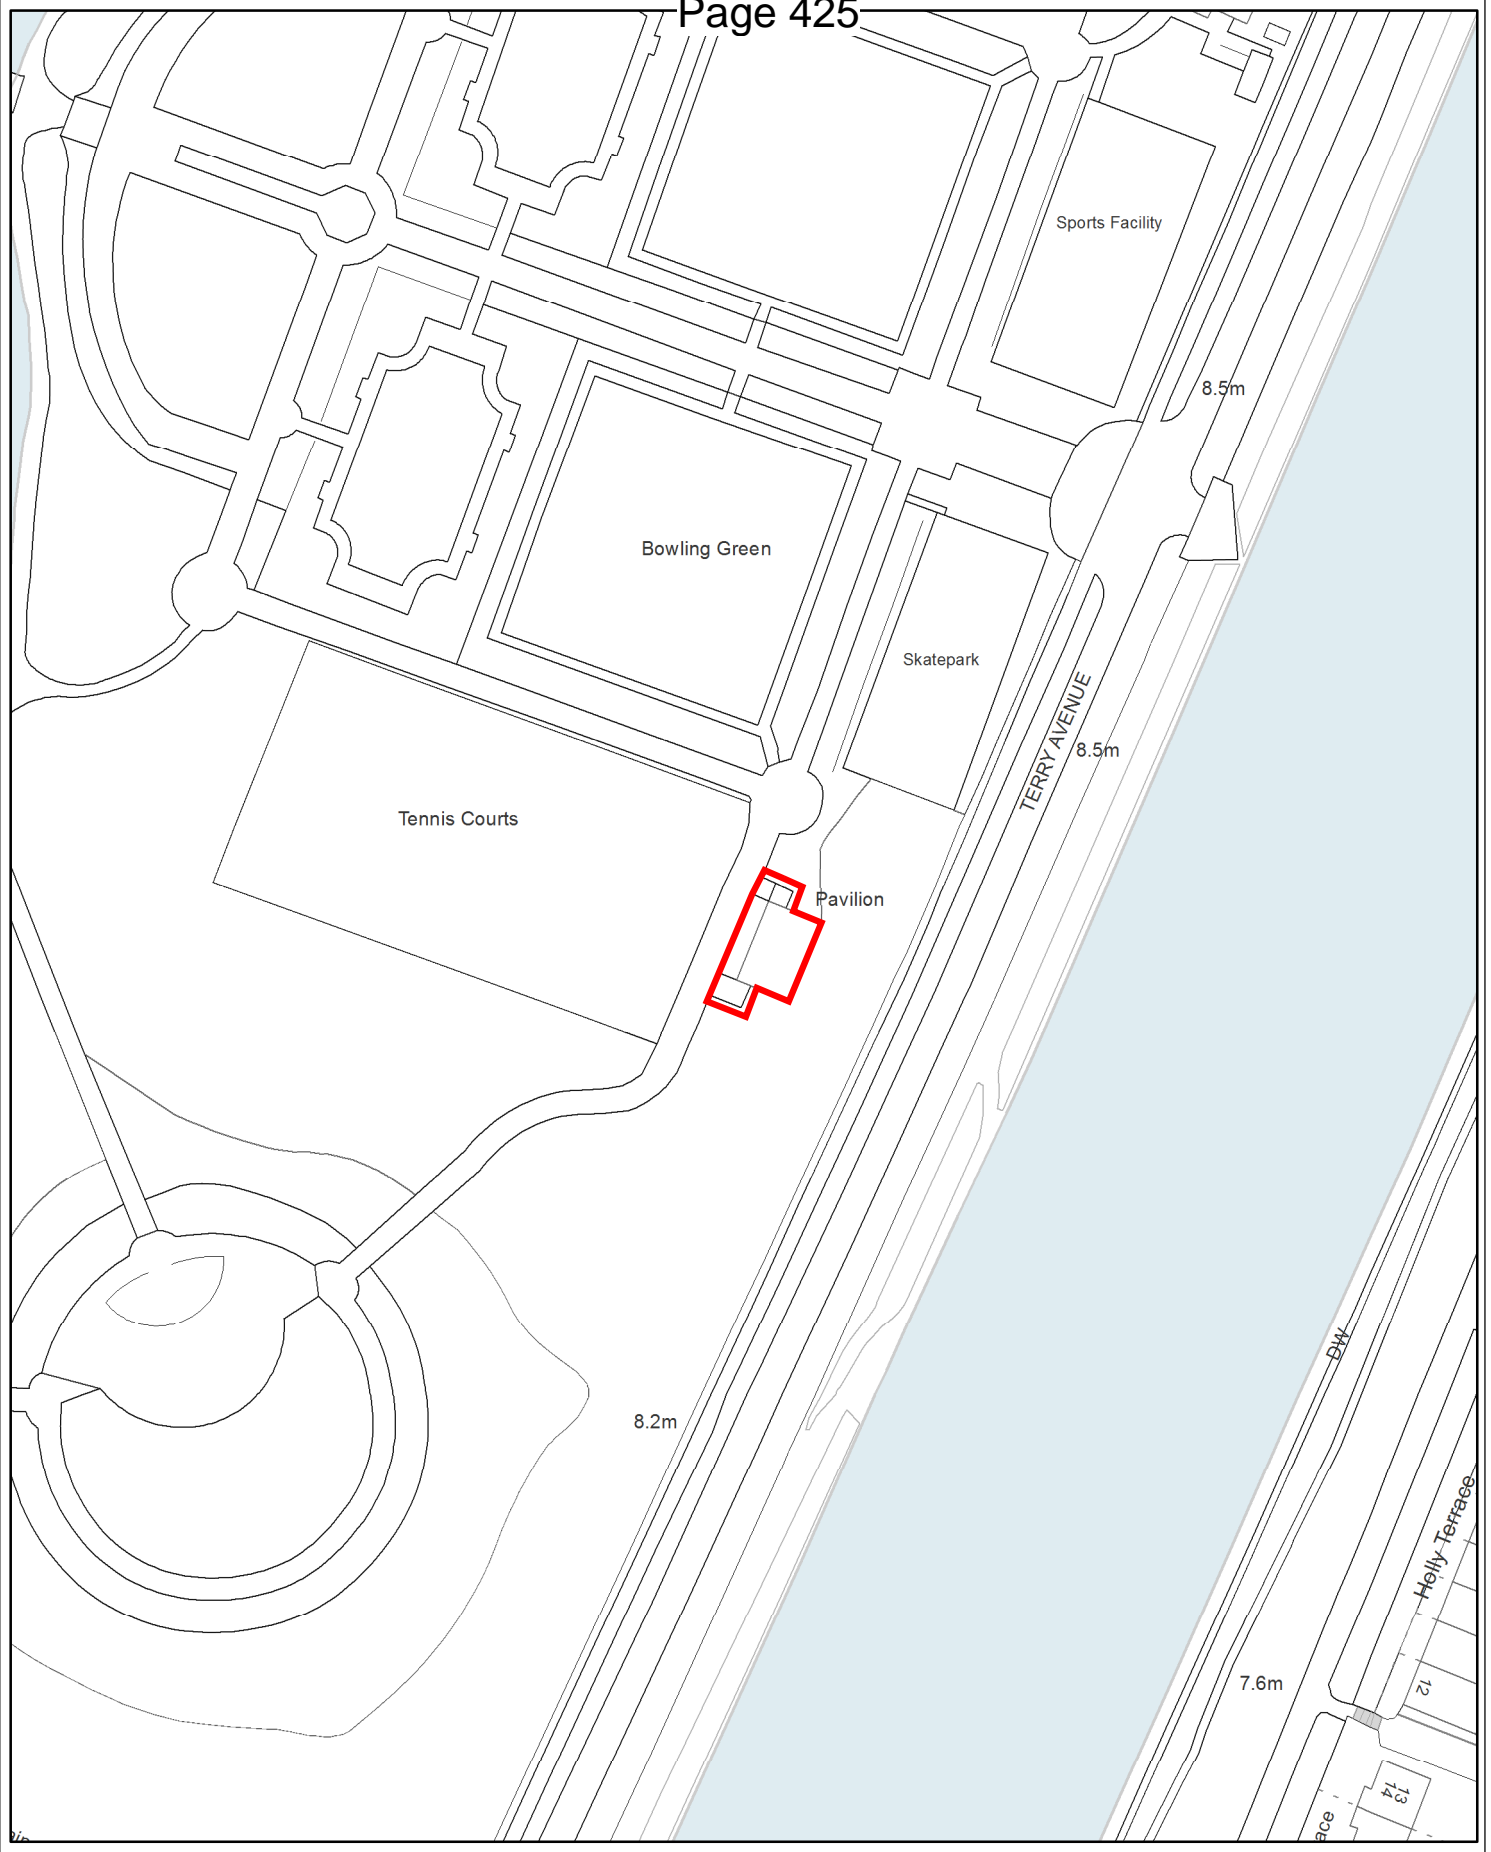 Page 425
Sports Facility
8.5m
Bowling Green
Skatepark
TERRY AVENUE
8.5m
Tennis Courts
Pavilion
DW
8.2m
Holly Terrace
7.6m
12
13
14